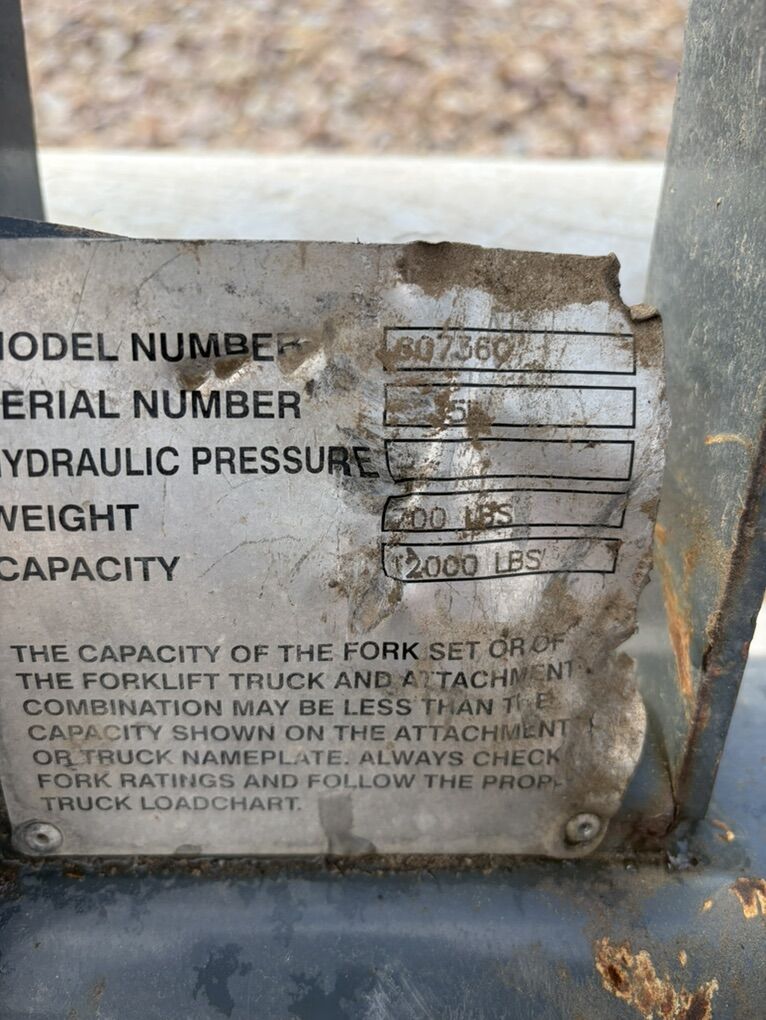 ODEL NUMBER
ERIAL NUMBER
YDRAULIC PRESSURE
WEIGHT 700 LBS
CAPACITY 12000 LBS
THE CAPACITY OF THE FORK SET OR OF
THE FORKLIFT TRUCK AND ATTACHMENT
COMBINATION MAY BE LESS THAN THE
CAPACITY SHOWN ON THE ATTACHMENT
OR TRUCK NAMEPLATE. ALWAYS CHECK
FORK RATINGS AND FOLLOW THE PROP
TRUCK LOADCHART.